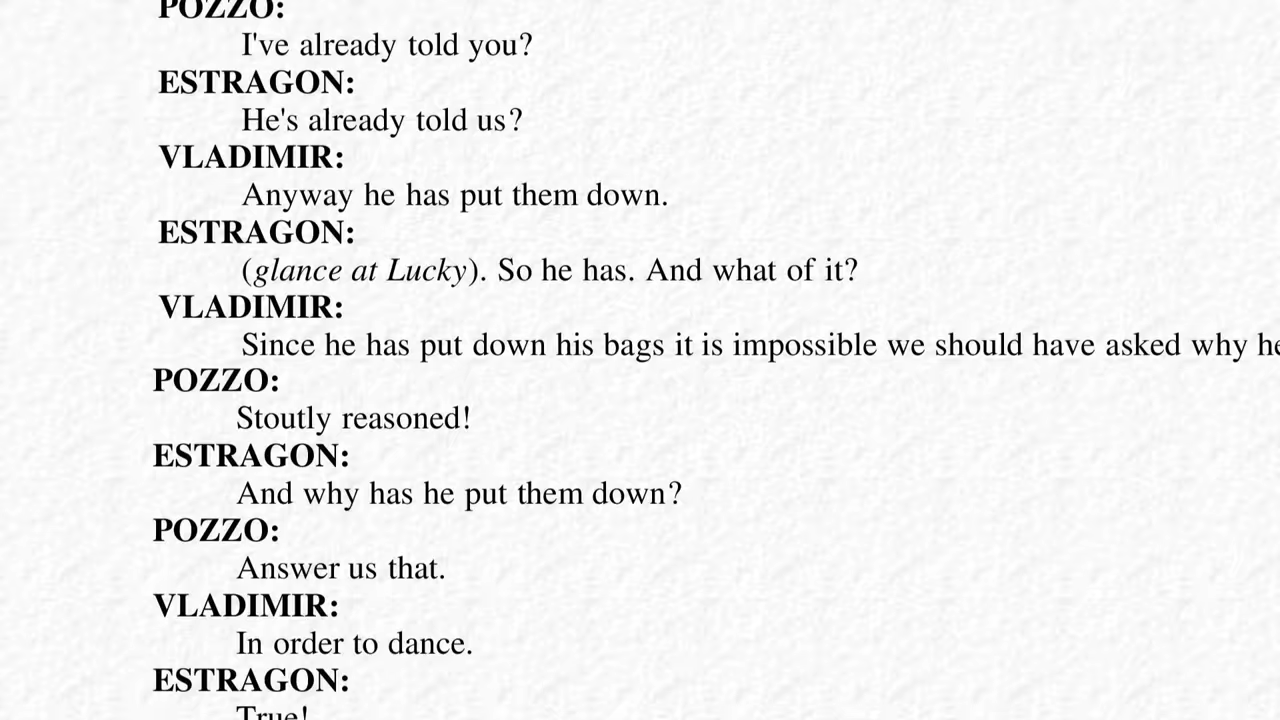 POZZO:
I've already told you?
ESTRAGON:
He's already told us?
VLADIMIR:
Anyway he has put them down.
ESTRAGON:
(glance at Lucky). So he has. And what of it?
VLADIMIR:
Since he has put down his bags it is impossible we should have asked why
POZZO:
Stoutly reasoned!
ESTRAGON:
And why has he put them down?
POZZO:
Answer us that.
VLADIMIR:
In order to dance.
ESTRAGON:
True!